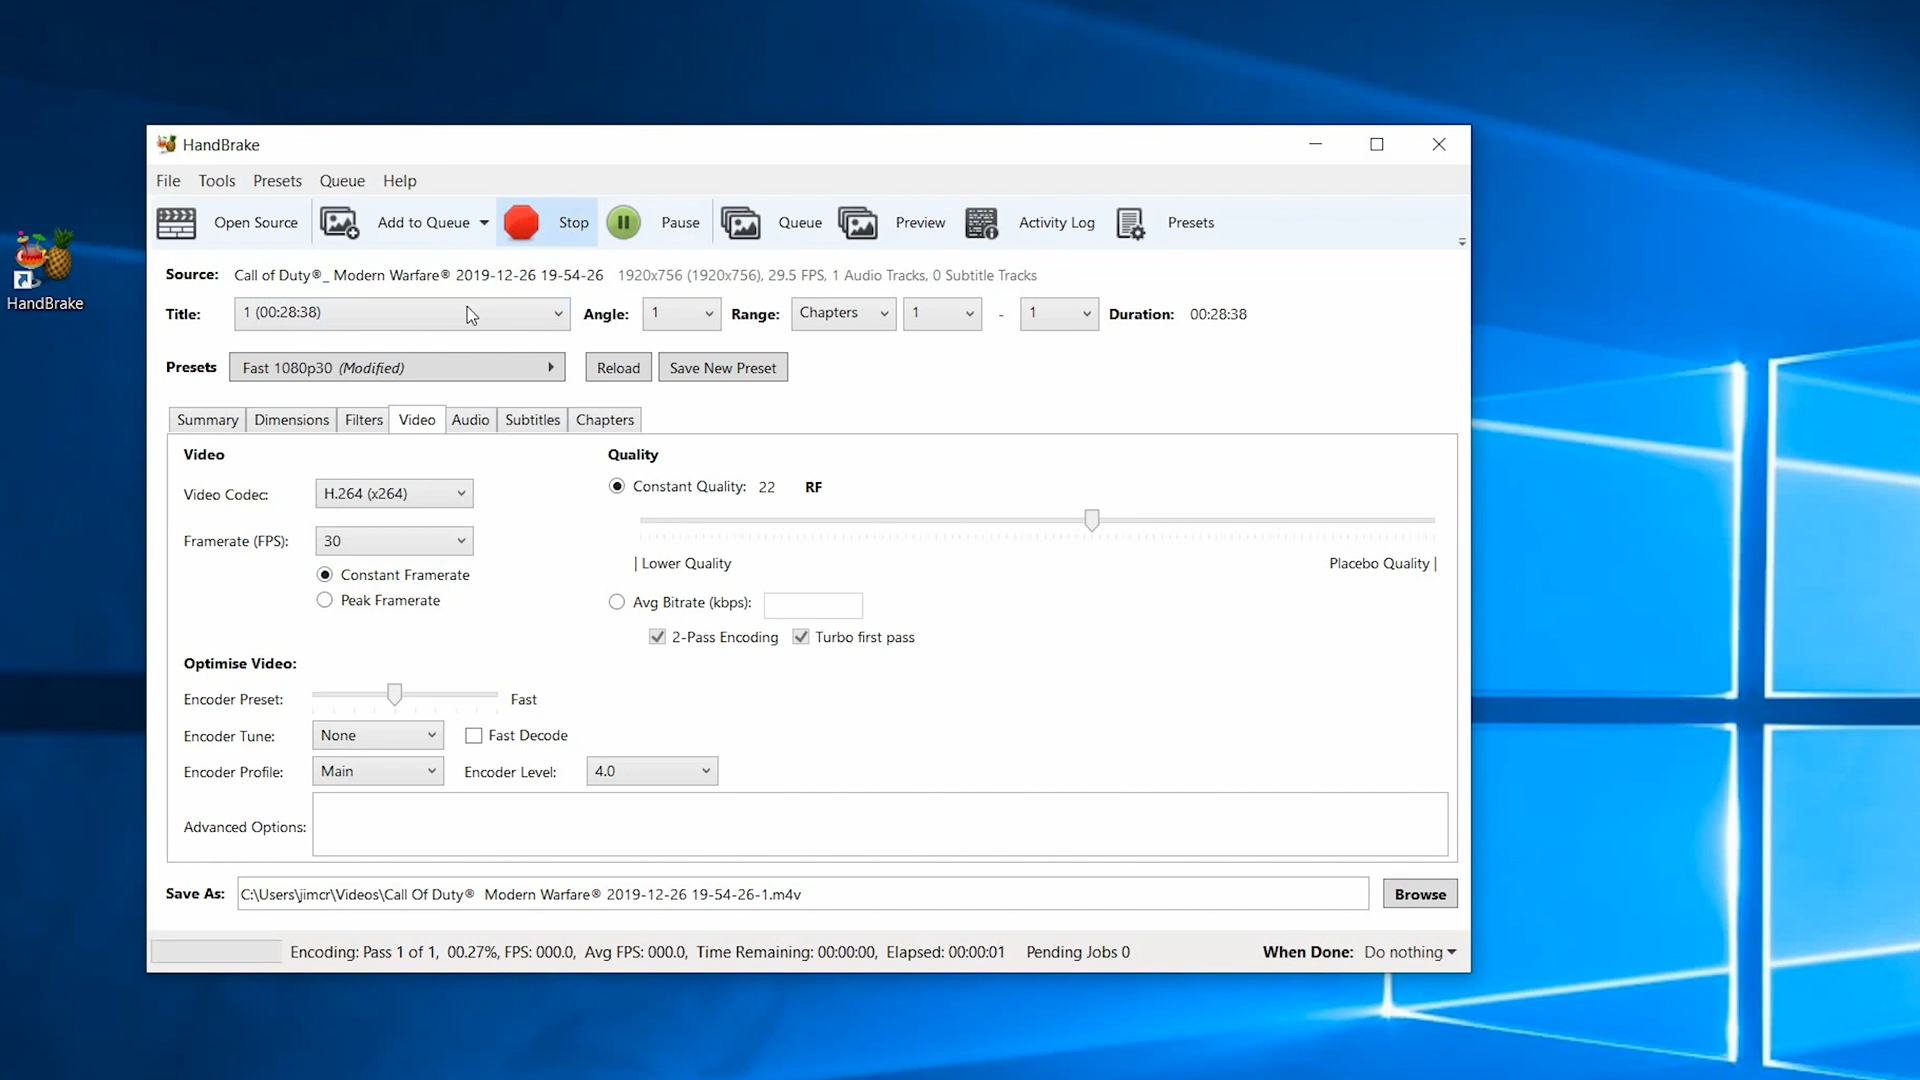 HandBrake
HandBrake
File Tools Presets Queue Help
Open Source Add to Queue Stop Pause Queue Preview Activity Log Presets
Source: Call of Duty®_ Modern Warfare® 2019-12-26 19-54-26 1920x756 (1920x756), 29.5 FPS, 1 Audio Tracks, 0 Subtitle Tracks
Title: 1 (00:28:38) Angle: 1 Range: Chapters 1 - 1 Duration: 00:28:38
Presets Fast 1080p30 (Modified) Reload Save New Preset
Summary Dimensions Filters Video Audio Subtitles Chapters
Video Quality
Constant Quality: 22 RF
Video Codec: H.264 (x264)
Framerate (FPS): 30
| Lower Quality Placebo Quality |
Constant Framerate
Peak Framerate Avg Bitrate (kbps):
2-Pass Encoding Turbo first pass
Optimise Video:
Encoder Preset: Fast
Encoder Tune: None Fast Decode
Encoder Profile: Main Encoder Level: 4.0
Advanced Options:
Save As: C:\Users\jimcr\Videos\Call Of Duty® Modern Warfare® 2019-12-26 19-54-26-1.m4v Browse
Encoding: Pass 1 of 1, 00.27%, FPS: 000.0, Avg FPS: 000.0, Time Remaining: 00:00:00, Elapsed: 00:00:01 Pending Jobs 0 When Done: Do nothing